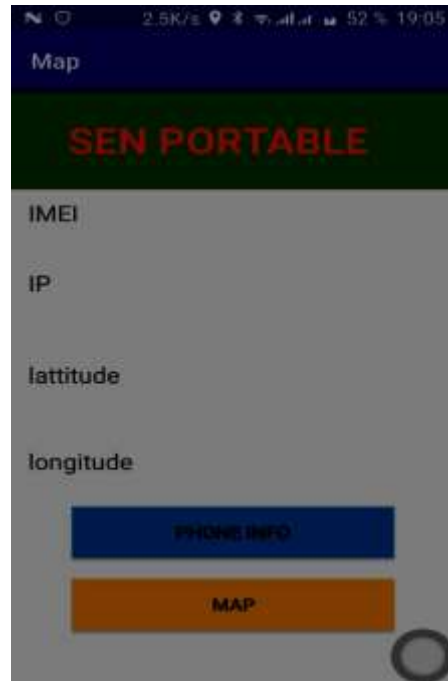 2.5K/s 52 % 19:05
Map
SEN PORTABLE
IMEI
IP
lattitude
longitude
PHONE INFO
MAP